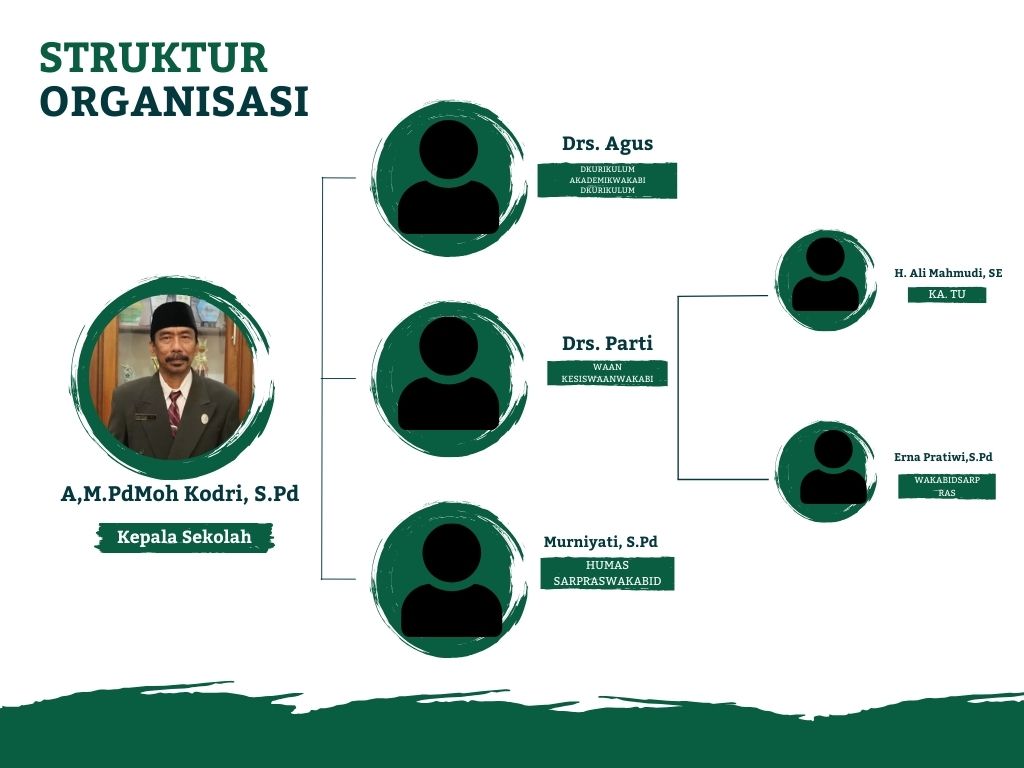 STRUKTUR
ORGANISASI
Drs. Agus
DKURIKULUM
AKADEMIKWAKABI
DKURIKULUM
H. Ali Mahmudi, SE
KA. TU
Drs. Parti
WAAN
KESISWAANWAKABI
Erna Pratiwi,S.Pd
WAKABIDSARP
RAS
A,M.PdMoh Kodri, S.Pd
Kepala Sekolah
Murniyati, S.Pd
HUMAS
SARPRASWAKABID